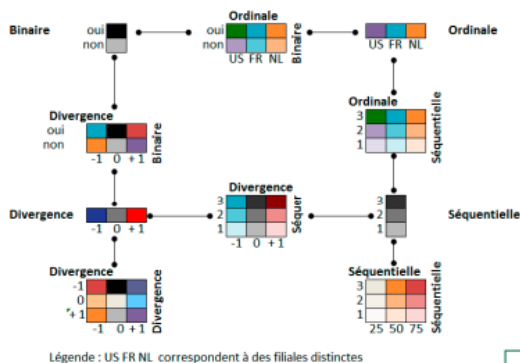 Binaire
oui
non
Ordinale
oui
non
US FR NL
Binaire
US FR NL
Ordinale
Divergence
oui
non
-1 0 +1
Binaire
Ordinale
3
2
1
Séquentielle
Divergence
-1 0 +1
Divergence
3
2
1
-1 0 +1
Séquer
3
2
1
Séquentielle
Divergence
-1
0
+1
-1 0 +1
Divergence
Séquentielle
3
2
1
25 50 75
Séquentielle
Légende : US FR NL correspondent à des filiales distinctes